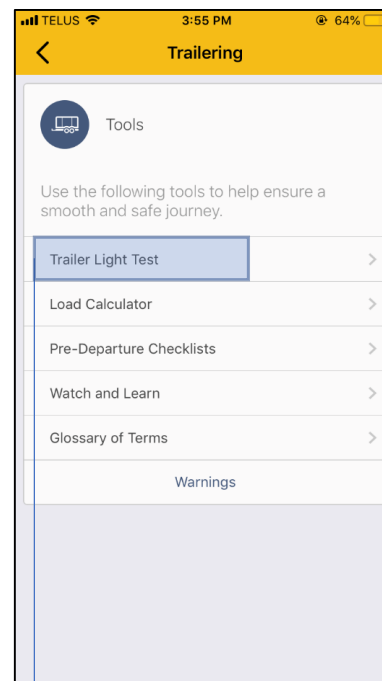 TELUS 3:55 PM 64%
Trailering
Tools
Use the following tools to help ensure a
smooth and safe journey.
Trailer Light Test
Load Calculator
Pre-Departure Checklists
Watch and Learn
Glossary of Terms
Warnings